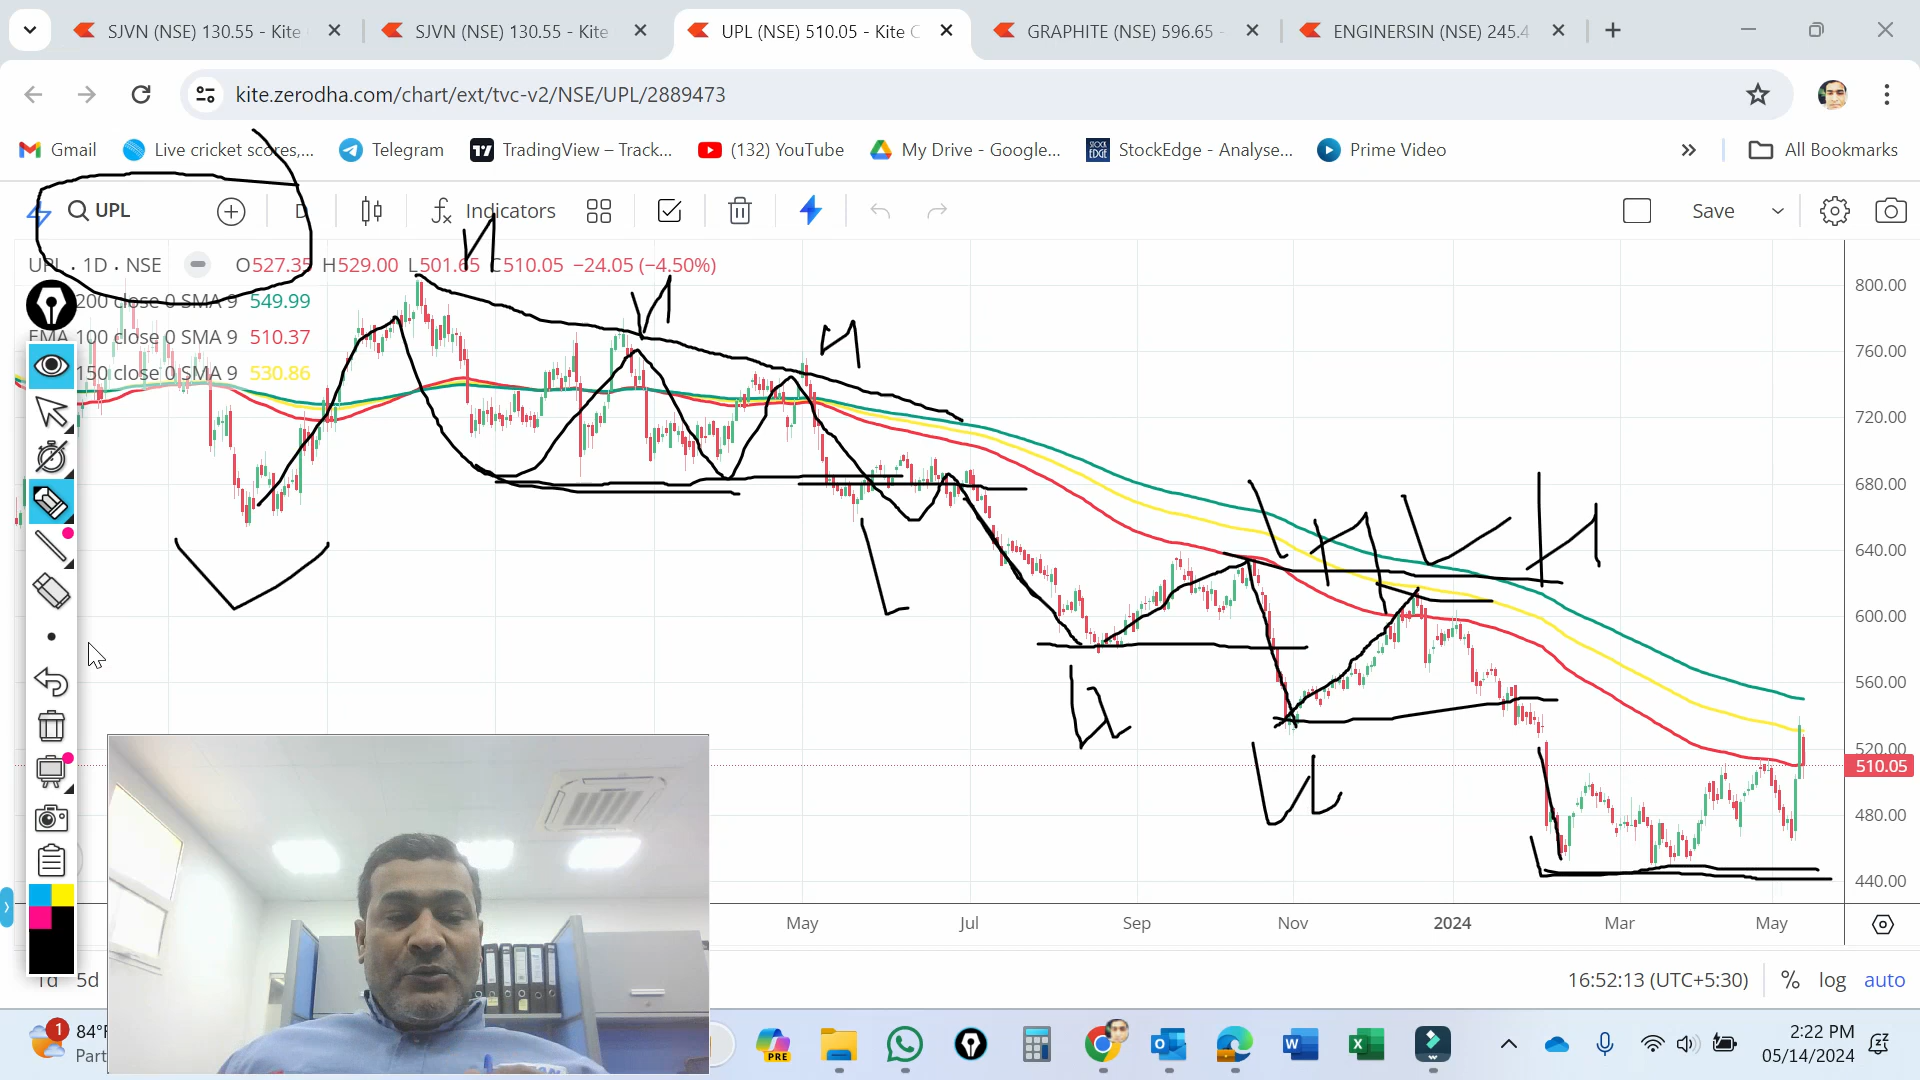 SJVN (NSE) 130.55 - Kite
SJVN (NSE) 130.55 - Kite
UPL (NSE) 510.05 - Kite C
GRAPHITE (NSE) 596.65 -
ENGINERSIN (NSE) 245.4
kite.zerodha.com/chart/ext/tvc-v2/NSE/UPL/2889473
Gmail
Live cricket scores,...
Telegram
TradingView – Track...
(132) YouTube
My Drive - Google...
StockEdge - Analyse...
Prime Video
»
All Bookmarks
UPL
D
Indicators
Save
UPL · 1D · NSE O527.35 H529.00 L501.65 C510.05 −24.05 (−4.50%)
200 close 0 SMA 9 549.99
EMA 100 close 0 SMA 9 510.37
150 close 0 SMA 9 530.86
800.00
760.00
720.00
680.00
640.00
600.00
560.00
520.00
510.05
480.00
440.00
May
Jul
Sep
Nov
2024
Mar
May
1d 5d
16:52:13 (UTC+5:30)
% log auto
1
84°F
Part
PRE
2:22 PM
05/14/2024